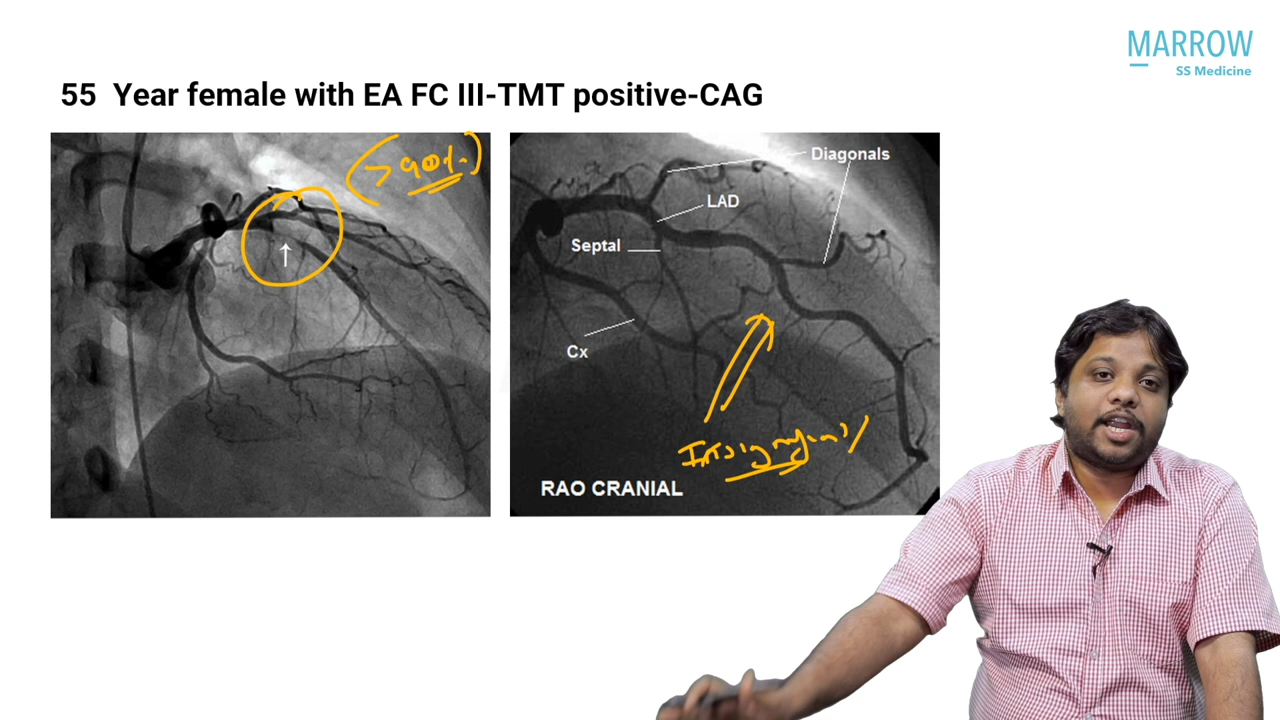 MARROW
SS Medicine
55 Year female with EA FC III-TMT positive-CAG
>90%
Diagonals
LAD
Septal
Cx
RAO CRANIAL